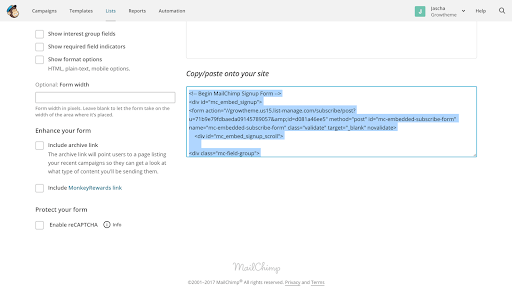 Campaigns Templates Lists Reports Automation
Jascha
Growtheme
Help
Show interest group fields
Show required field indicators
Show format options
HTML, plain-text, mobile options.
Optional: Form width
Form width in pixels. Leave blank to let the form take on the
width of the area where it's placed.
Enhance your form
Include archive link
The archive link will point users to a page listing
your recent campaigns so they can get a look at
what type of content you'll be sending them.
Include MonkeyRewards link
Protect your form
Enable reCAPTCHA
Info
Copy/paste onto your site
<!-- Begin MailChimp Signup Form -->
<div id="mc_embed_signup">
<form action="//growtheme.us15.list-manage.com/subscribe/post?
u=71b9e79fdbaeda09145789057&amp;id=d081a46ee5" method="post" id="mc-embedded-subscribe-form"
name="mc-embedded-subscribe-form" class="validate" target="_blank" novalidate>
<div id="mc_embed_signup_scroll">
<div class="mc-field-group">
MailChimp
©2001–2017 MailChimp® All rights reserved. Privacy and Terms